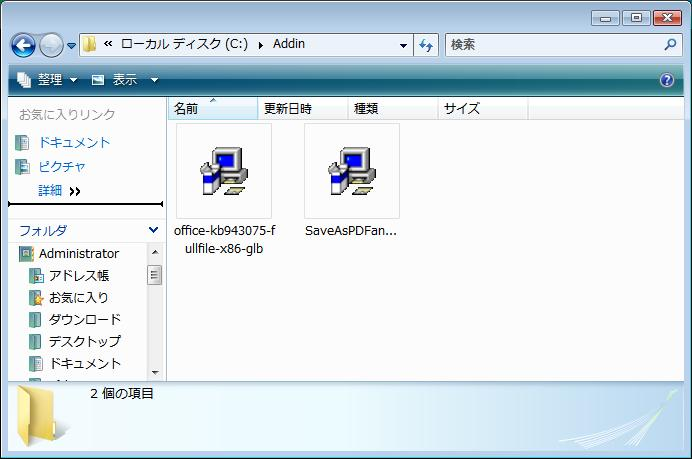 « ローカル ディスク (C:) ▸ Addin
検索
整理 表示
お気に入りリンク
ドキュメント
ピクチャ
詳細 »
フォルダ
Administrator
アドレス帳
お気に入り
ダウンロード
デスクトップ
ドキュメント
名前 更新日時 種類 サイズ
office-kb943075-f
ullfile-x86-glb
SaveAsPDFan...
2 個の項目